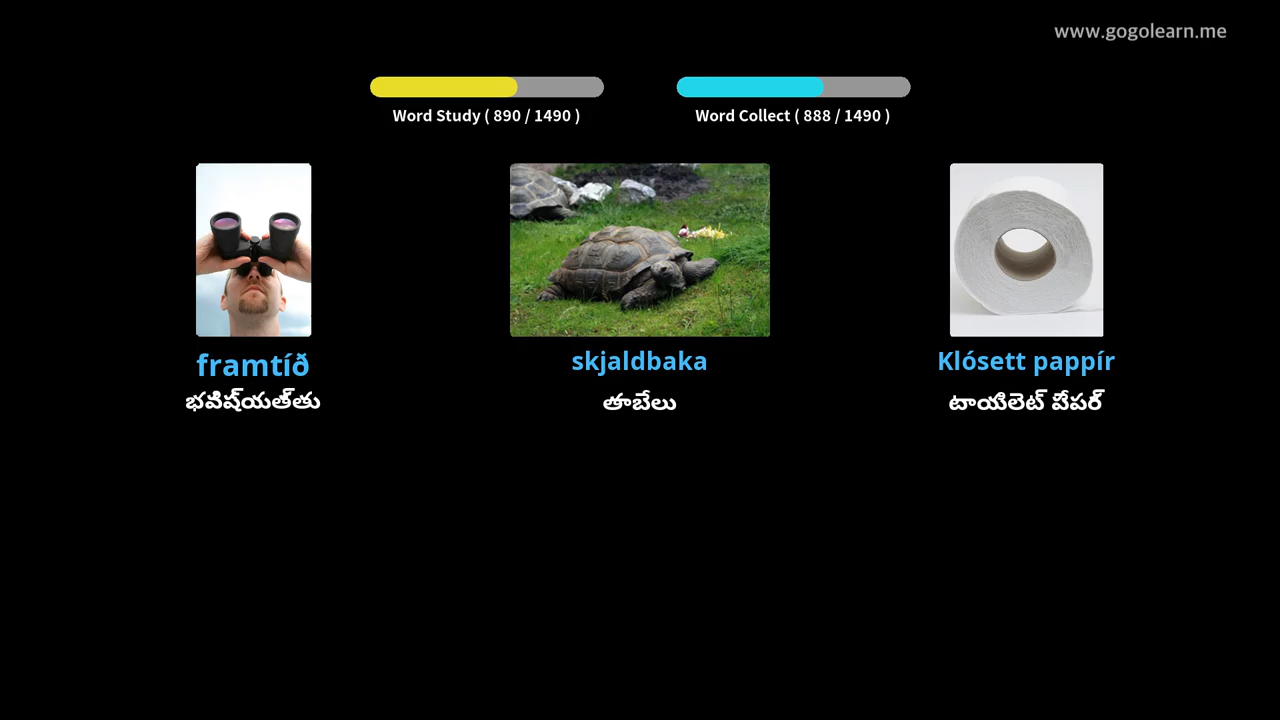 www.gogolearn.me
Word Study ( 890 / 1490 )
Word Collect ( 888 / 1490 )
framtíð
skjaldbaka
Klósett pappír
భవిష్యత్తు
తాబేలు
టాయిలెట్ పేపర్